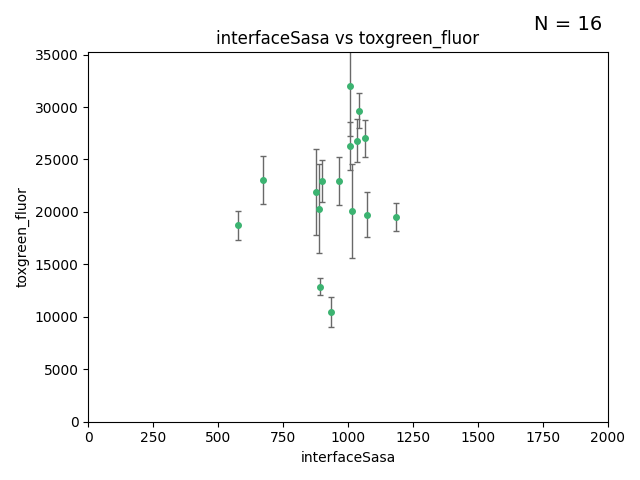 N = 16
interfaceSasa vs toxgreen_fluor
35000
30000
25000
20000
15000
10000
5000
0
toxgreen_fluor
0 250 500 750 1000 1250 1500 1750 2000
interfaceSasa